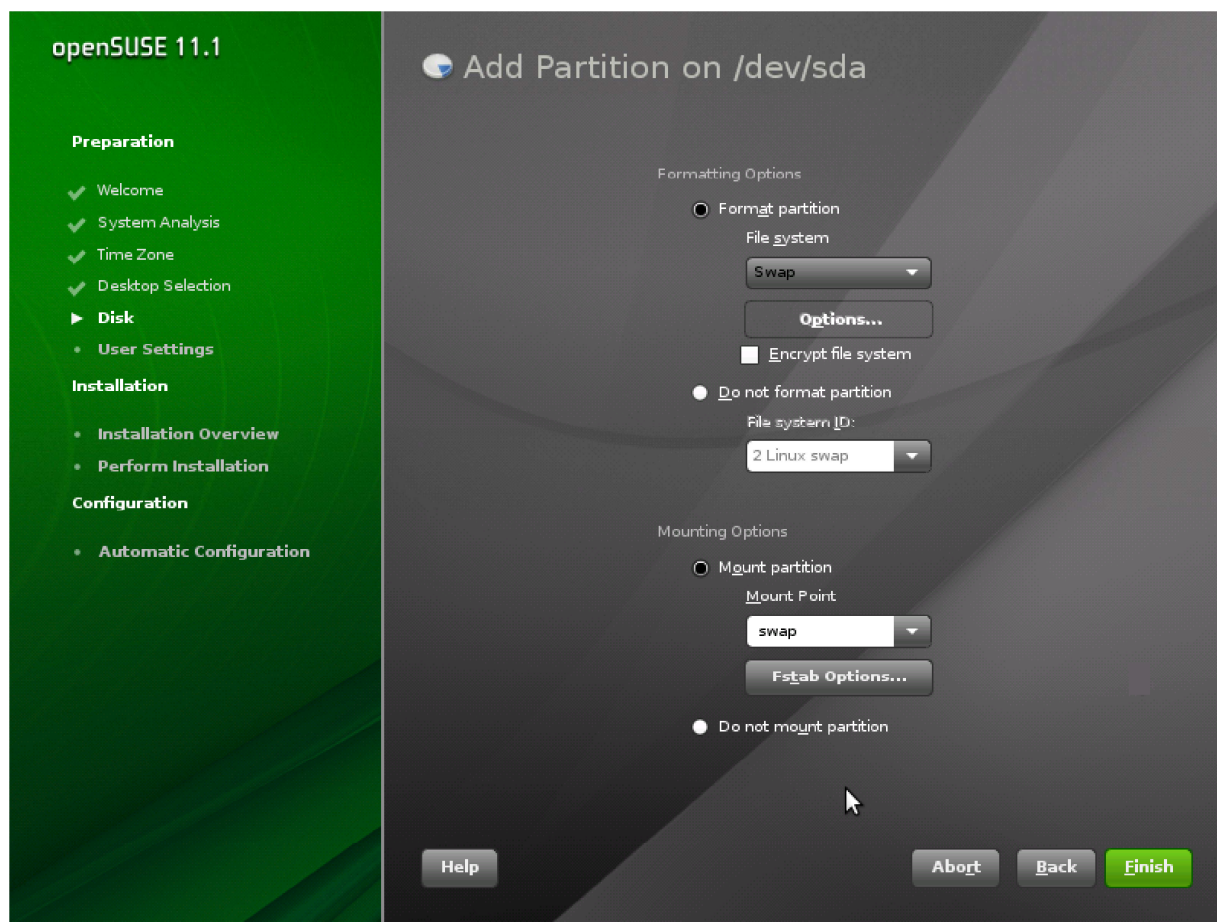 openSUSE 11.1
Preparation
Welcome
System Analysis
Time Zone
Desktop Selection
Disk
User Settings
Installation
Installation Overview
Perform Installation
Configuration
Automatic Configuration
Add Partition on /dev/sda
Formatting Options
Format partition
File system
Swap
Options...
Encrypt file system
Do not format partition
File system ID:
2 Linux swap
Mounting Options
Mount partition
Mount Point
swap
Fstab Options...
Do not mount partition
Help
Abort
Back
Finish